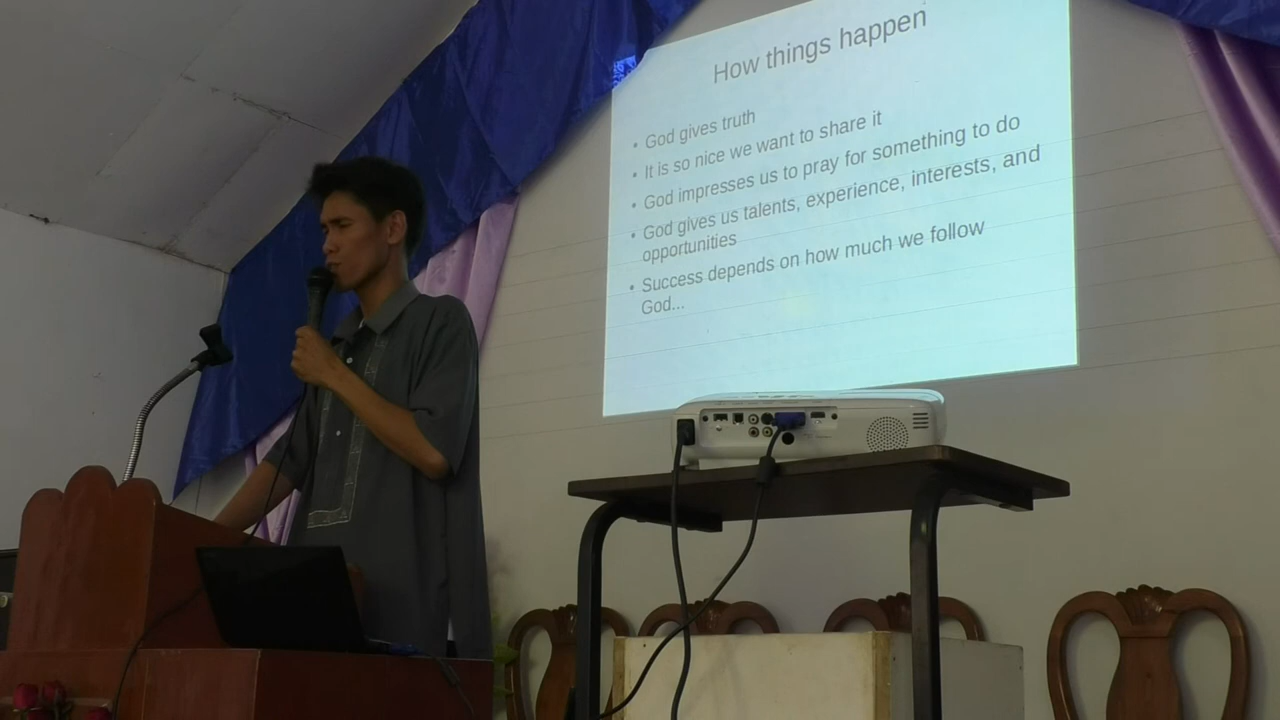 How things happen
• God gives truth
• It is so nice we want to share it
• God impresses us to pray for something to do
• God gives us talents, experience, interests, and
opportunities
• Success depends on how much we follow
God...